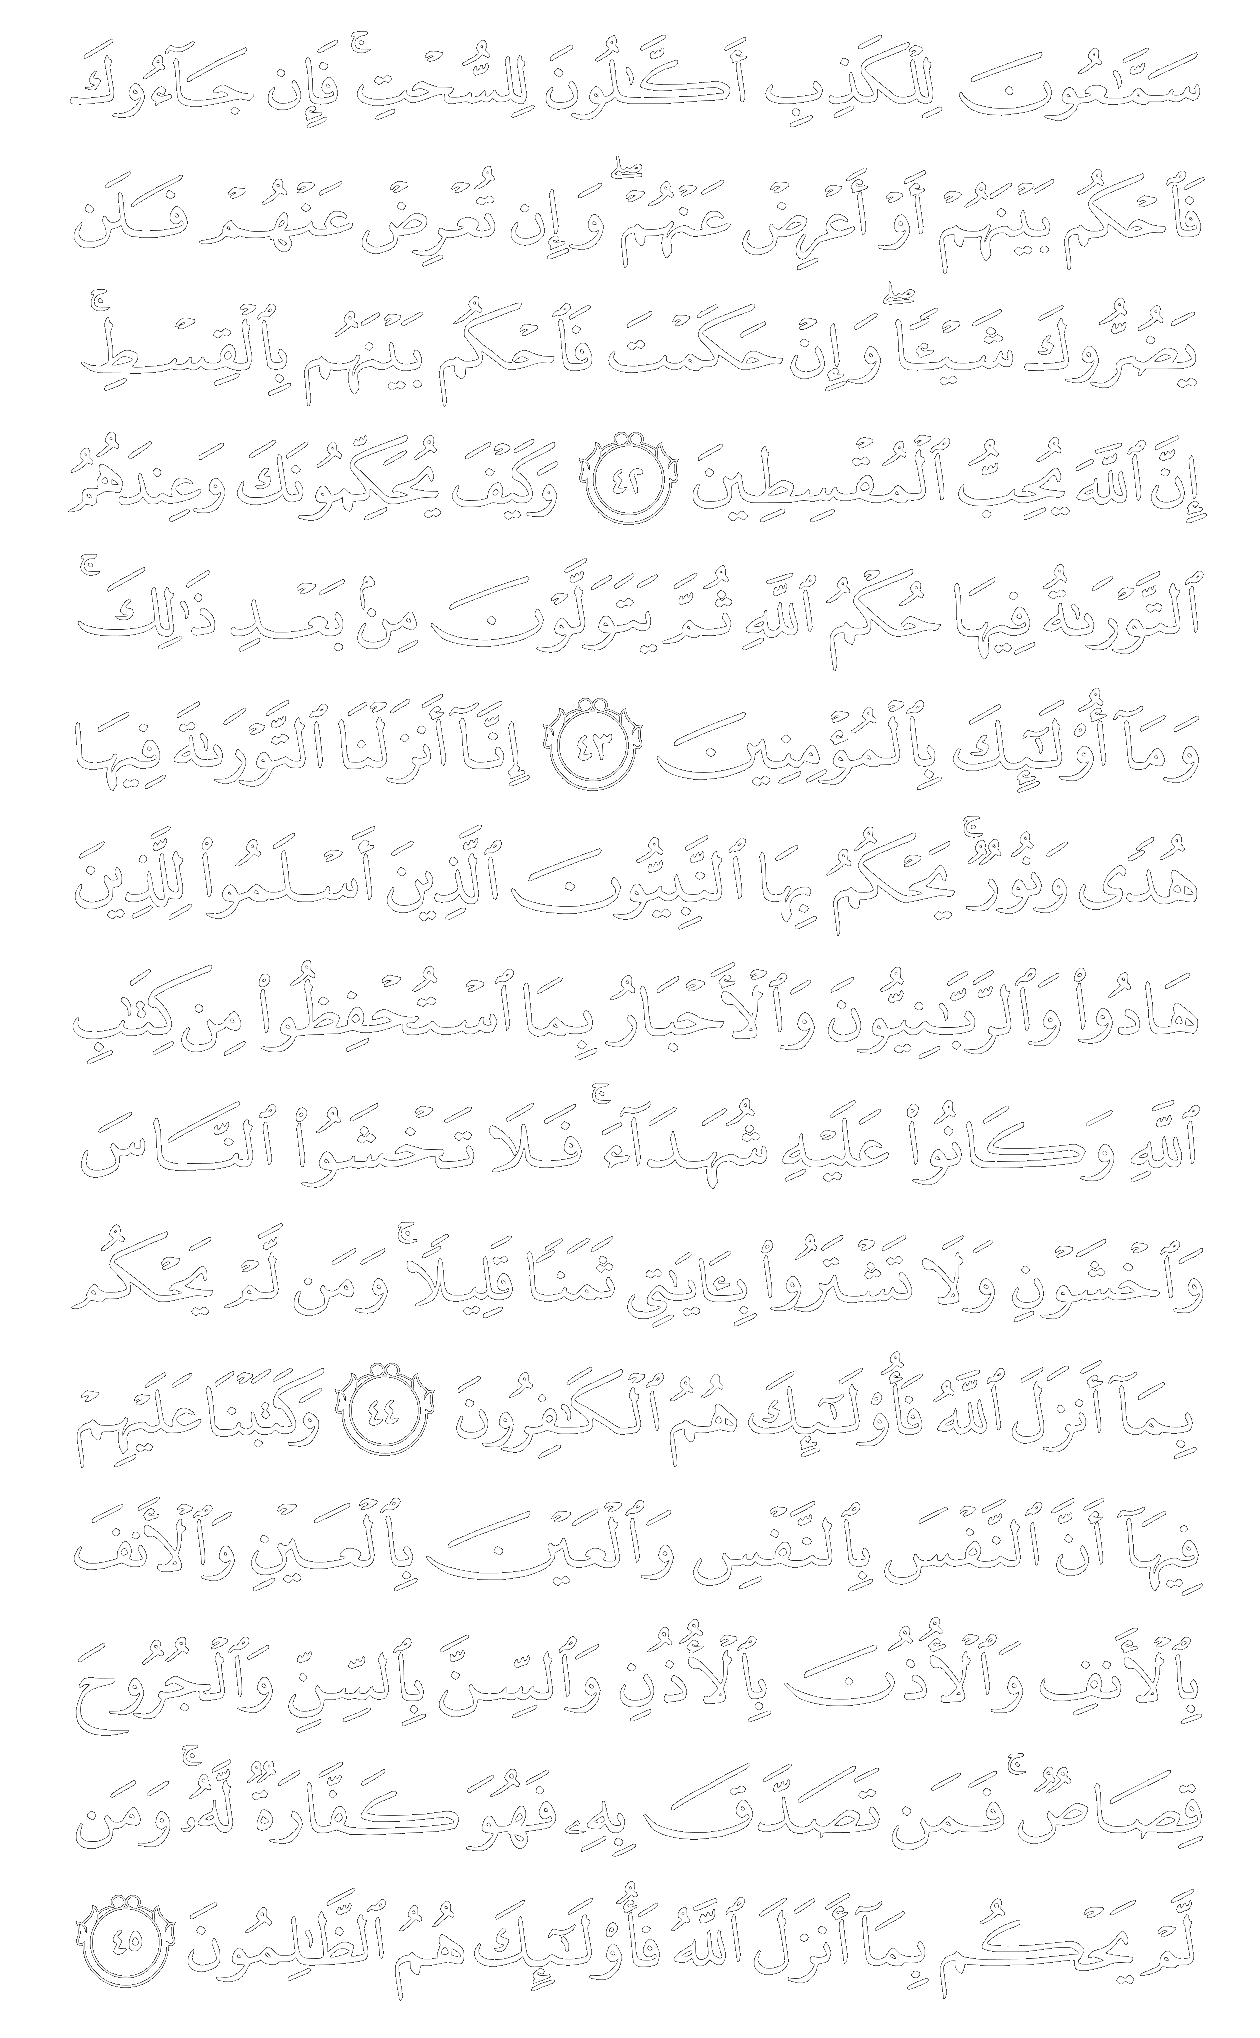 سَمَّٰعُونَ لِلْكَذِبِ أَكَّٰلُونَ لِلسُّحْتِ ۚ فَإِن جَآءُوكَ
فَٱحْكُم بَيْنَهُمْ أَوْ أَعْرِضْ عَنْهُمْ ۖ وَإِن تُعْرِضْ عَنْهُمْ فَلَن
يَضُرُّوكَ شَيْـًٔا ۖ وَإِنْ حَكَمْتَ فَٱحْكُم بَيْنَهُم بِٱلْقِسْطِ ۚ
إِنَّ ٱللَّهَ يُحِبُّ ٱلْمُقْسِطِينَ ٤٢ وَكَيْفَ يُحَكِّمُونَكَ وَعِندَهُمُ
ٱلتَّوْرَىٰةُ فِيهَا حُكْمُ ٱللَّهِ ثُمَّ يَتَوَلَّوْنَ مِنۢ بَعْدِ ذَٰلِكَ ۚ
وَمَآ أُو۟لَٰٓئِكَ بِٱلْمُؤْمِنِينَ ٤٣ إِنَّآ أَنزَلْنَا ٱلتَّوْرَىٰةَ فِيهَا
هُدًى وَنُورٌ ۚ يَحْكُمُ بِهَا ٱلنَّبِيُّونَ ٱلَّذِينَ أَسْلَمُوا۟ لِلَّذِينَ
هَادُوا۟ وَٱلرَّبَّٰنِيُّونَ وَٱلْأَحْبَارُ بِمَا ٱسْتُحْفِظُوا۟ مِن كِتَٰبِ
ٱللَّهِ وَكَانُوا۟ عَلَيْهِ شُهَدَآءَ ۚ فَلَا تَخْشَوُا۟ ٱلنَّاسَ
وَٱخْشَوْنِ وَلَا تَشْتَرُوا۟ بِـَٔايَٰتِى ثَمَنًا قَلِيلًا ۚ وَمَن لَّمْ يَحْكُم
بِمَآ أَنزَلَ ٱللَّهُ فَأُو۟لَٰٓئِكَ هُمُ ٱلْكَٰفِرُونَ ٤٤ وَكَتَبْنَا عَلَيْهِمْ
فِيهَآ أَنَّ ٱلنَّفْسَ بِٱلنَّفْسِ وَٱلْعَيْنَ بِٱلْعَيْنِ وَٱلْأَنفَ
بِٱلْأَنفِ وَٱلْأُذُنَ بِٱلْأُذُنِ وَٱلسِّنَّ بِٱلسِّنِّ وَٱلْجُرُوحَ
قِصَاصٌ ۚ فَمَن تَصَدَّقَ بِهِۦ فَهُوَ كَفَّارَةٌ لَّهُۥ ۚ وَمَن
لَّمْ يَحْكُم بِمَآ أَنزَلَ ٱللَّهُ فَأُو۟لَٰٓئِكَ هُمُ ٱلظَّٰلِمُونَ ٤٥